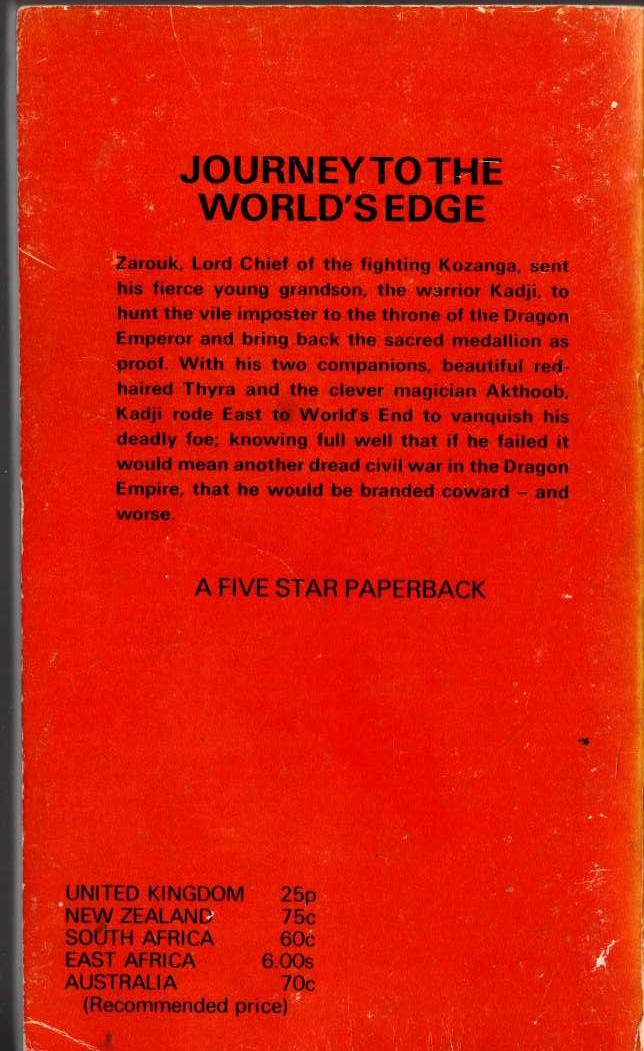 JOURNEY TO THE
WORLD'S EDGE
Zarouk, Lord Chief of the fighting Kozanga, sent
his fierce young grandson, the warrior Kadji, to
hunt the vile imposter to the throne of the Dragon
Emperor and bring back the sacred medallion as
proof. With his two companions, beautiful red-
haired Thyra and the clever magician Akthoob,
Kadji rode East to World's End to vanquish his
deadly foe; knowing full well that if he failed it
would mean another dread civil war in the Dragon
Empire, that he would be branded coward – and
worse.
A FIVE STAR PAPERBACK
UNITED KINGDOM 25p
NEW ZEALAND 75c
SOUTH AFRICA 60c
EAST AFRICA 6.00s
AUSTRALIA 70c
(Recommended price)